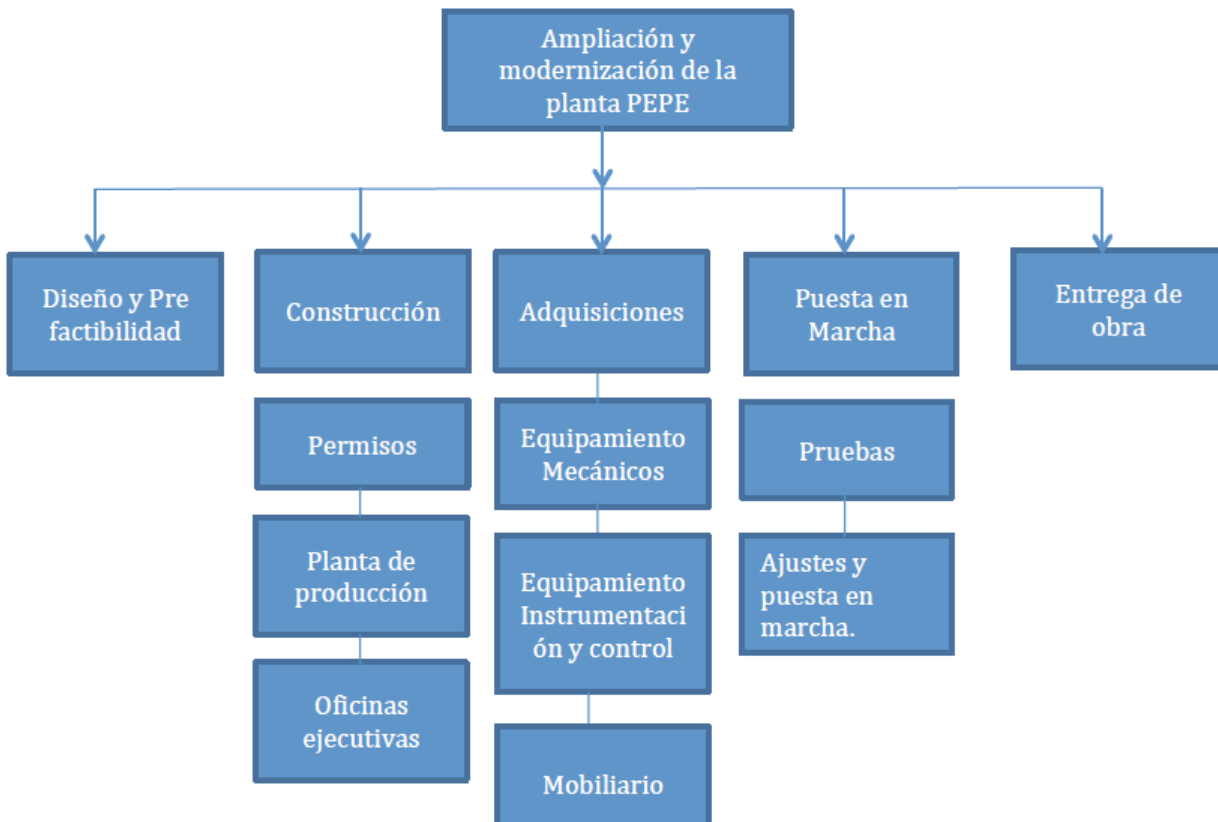 Ampliación y
modernización de la
planta PEPE
Diseño y Pre
factibilidad
Construcción
Adquisiciones
Puesta en
Marcha
Entrega de
obra
Permisos
Planta de
producción
Oficinas
ejecutivas
Equipamiento
Mecánicos
Equipamiento
Instrumentaci
ón y control
Mobiliario
Pruebas
Ajustes y
puesta en
marcha.